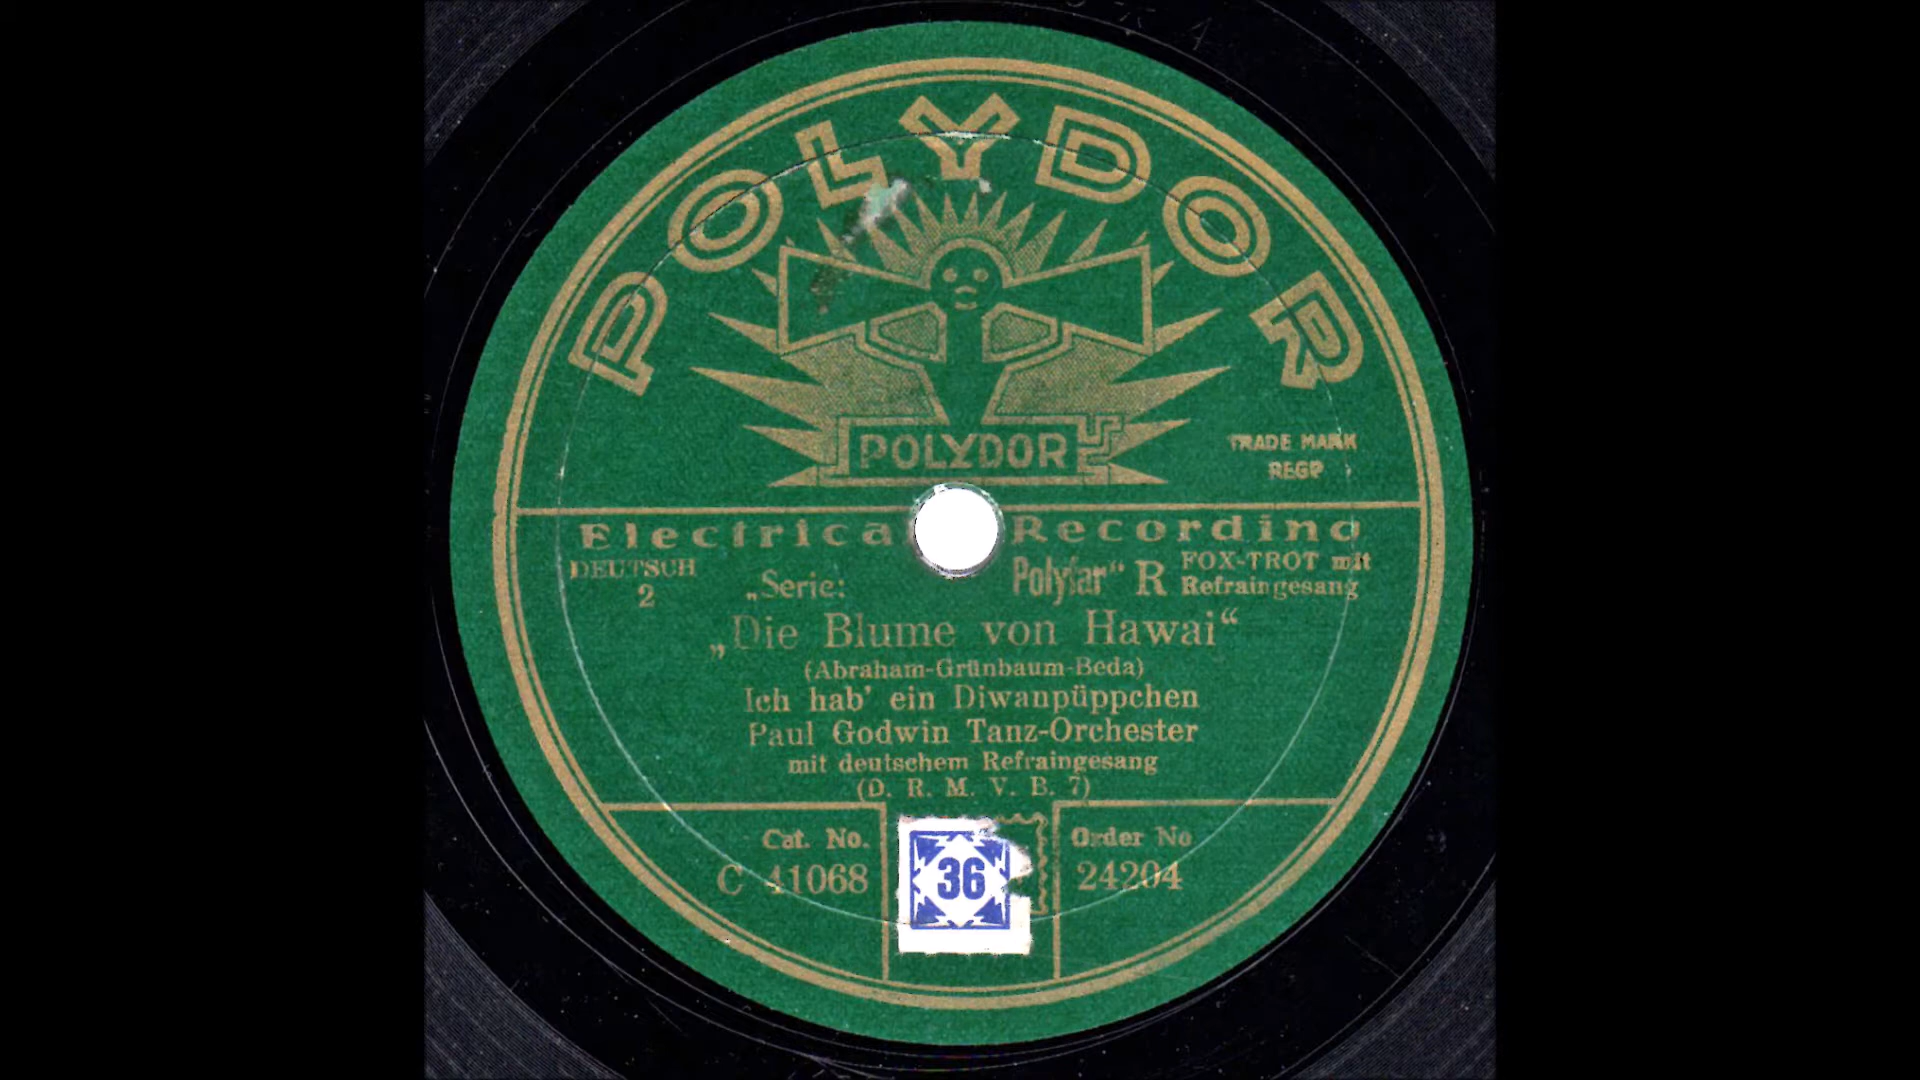 POLYDOR
POLYDOR
TRADE MARK
REGD
Electrical Recording
DEUTSCH
2
„Serie: Polyfar“ R
FOX-TROT mit
Refraingesang
„Die Blume von Hawai“
(Abraham-Grünbaum-Beda)
Ich hab’ ein Diwanpüppchen
Paul Godwin Tanz-Orchester
mit deutschem Refraingesang
(D. R. M. V. B. 7)
Cat. No.
C 41068
36
Order No
24204